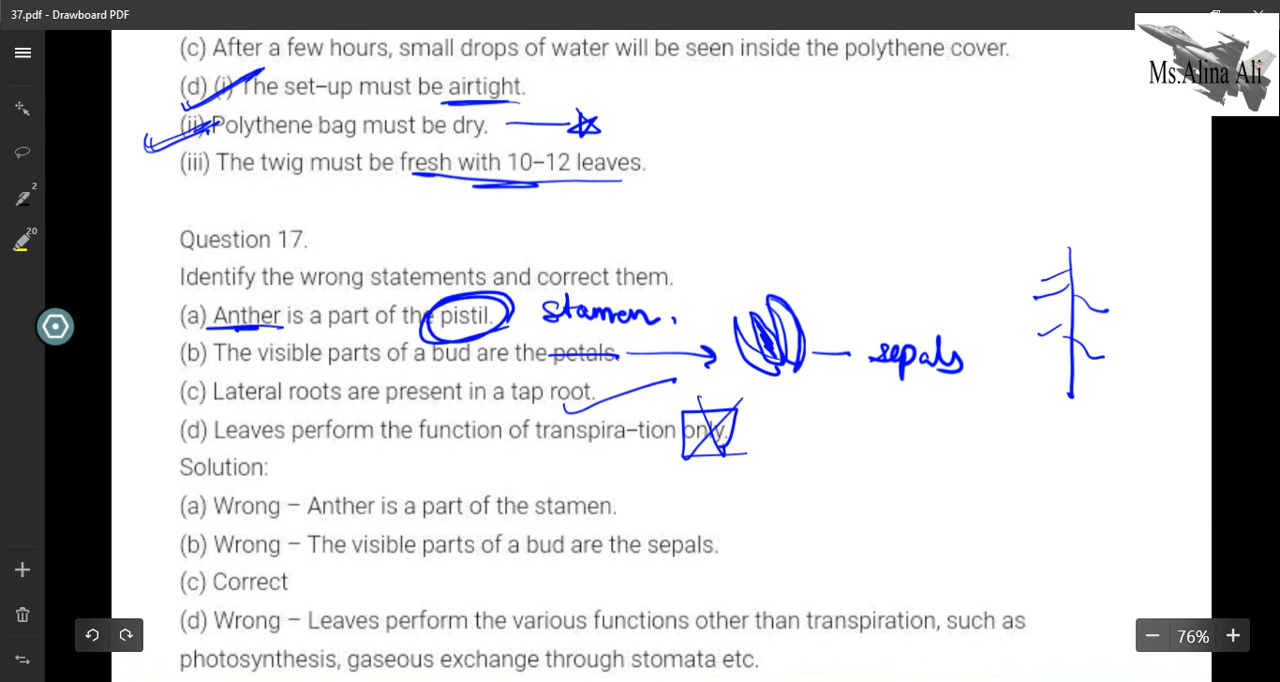 37.pdf - Drawboard PDF
Ms.Alina Ali
(c) After a few hours, small drops of water will be seen inside the polythene cover.
(d) (i) The set-up must be airtight.
(ii) Polythene bag must be dry.
(iii) The twig must be fresh with 10–12 leaves.
2
20
Question 17.
Identify the wrong statements and correct them.
(a) Anther is a part of the pistil. stamen.
(b) The visible parts of a bud are the petals. sepals
(c) Lateral roots are present in a tap root.
(d) Leaves perform the function of transpira–tion only.
Solution:
(a) Wrong – Anther is a part of the stamen.
(b) Wrong – The visible parts of a bud are the sepals.
(c) Correct
(d) Wrong – Leaves perform the various functions other than transpiration, such as
photosynthesis, gaseous exchange through stomata etc.
76%